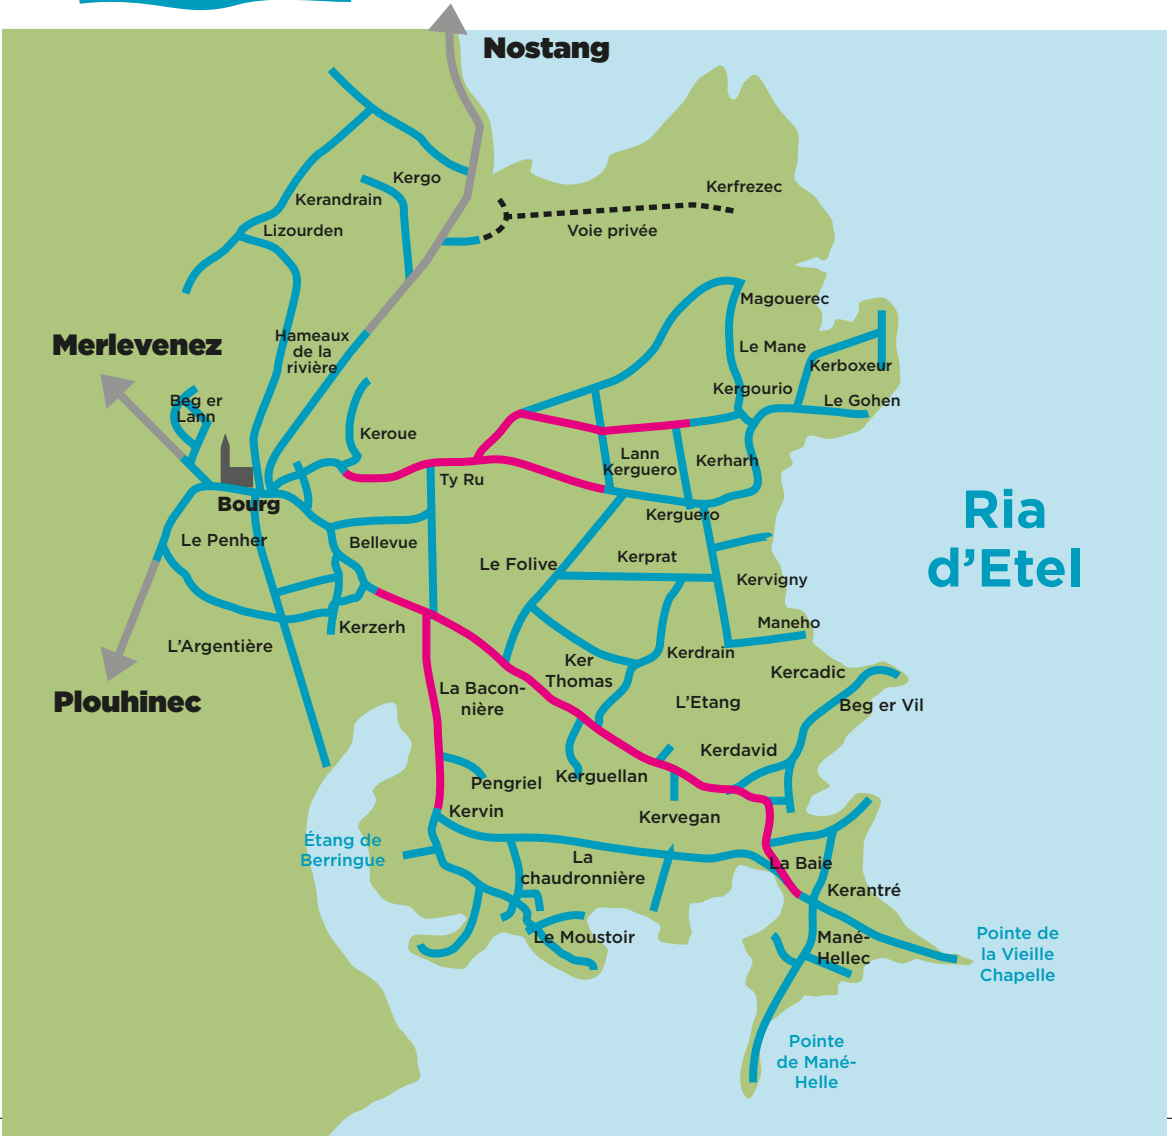 Nostang
Kergo
Kerfrezec
Kerandrain
Lizourden
Voie privée
Magouerec
Merlevenez
Hameaux
de la
rivière
Le Mane
Kerboxeur
Kergourio
Beg er
Lann
Le Gohen
Keroue
Lann
Kerguero
Kerharh
Ty Ru
Bourg
Kerguero
Ria
d'Etel
Le Penher
Bellevue
Le Folive
Kerprat
Kervigny
Maneho
Kerzerh
L'Argentière
Kerdrain
Ker
Thomas
Kercadic
La Bacon-
nière
L'Etang
Plouhinec
Beg er Vil
Kerdavid
Pengriel
Kerguellan
Kervin
Kervegan
Étang de
Berringue
La
chaudronnière
La Baie
Kerantré
Le Moustoir
Mané-
Hellec
Pointe de
la Vieille
Chapelle
Pointe
de Mané-
Helle